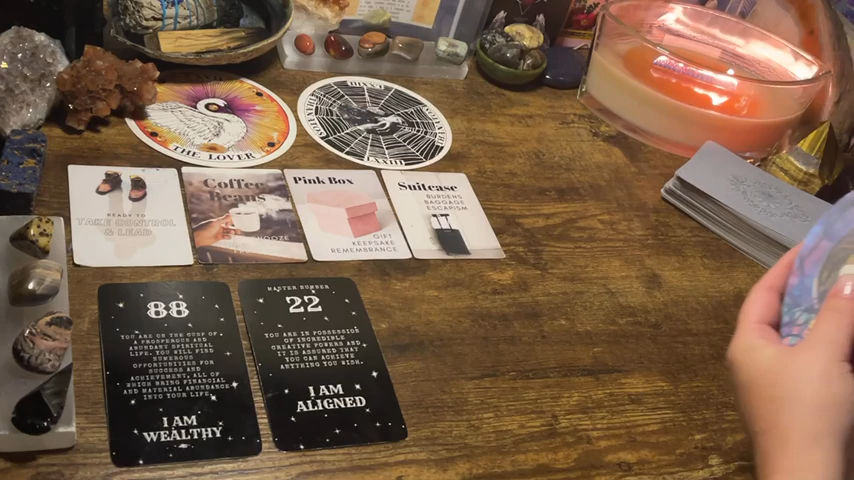 THE LOVER
READY TO
TAKE CONTROL
& LEAD
Coffee
Beans
Pink Box
GIFT
KEEPSAKE
REMEMBRANCE
Suitcase
BURDENS
BAGGAGE
ESCAPISM
88
YOU ARE ON THE CUSP OF
A PROSPEROUS AND
ABUNDANT SPIRITUAL
LIFE. YOU WILL FIND
NUMEROUS
OPPORTUNITIES FOR
SUCCESS AND
ACHIEVEMENT, ALL OF
WHICH BRING FINANCIAL
AND MATERIAL ABUNDANCE
INTO YOUR LIFE.
I AM
WEALTHY
MASTER NUMBER
22
YOU ARE IN POSSESSION
OF INCREDIBLE
CREATIVE POWERS AND
IT IS ASSURED THAT
YOU CAN ACHIEVE
ANYTHING YOU WISH.
I AM
ALIGNED